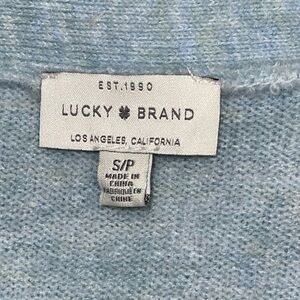 EST. 1990
LUCKY BRAND
LOS ANGELES, CALIFORNIA
S/P
MADE IN
CHINA
FABRIQUÉ EN
CHINE